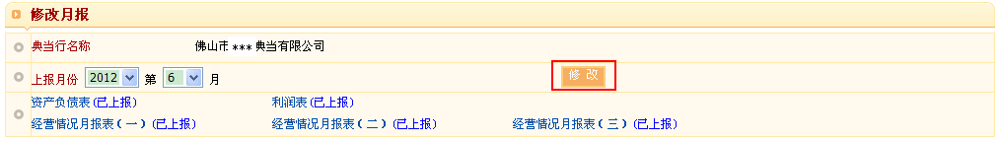 修改月报
典当行名称 佛山市***典当有限公司
上报月份 2012 第 6 月 修 改
资产负债表(已上报) 利润表(已上报)
经营情况月报表(一)(已上报) 经营情况月报表(二)(已上报) 经营情况月报表(三)(已上报)